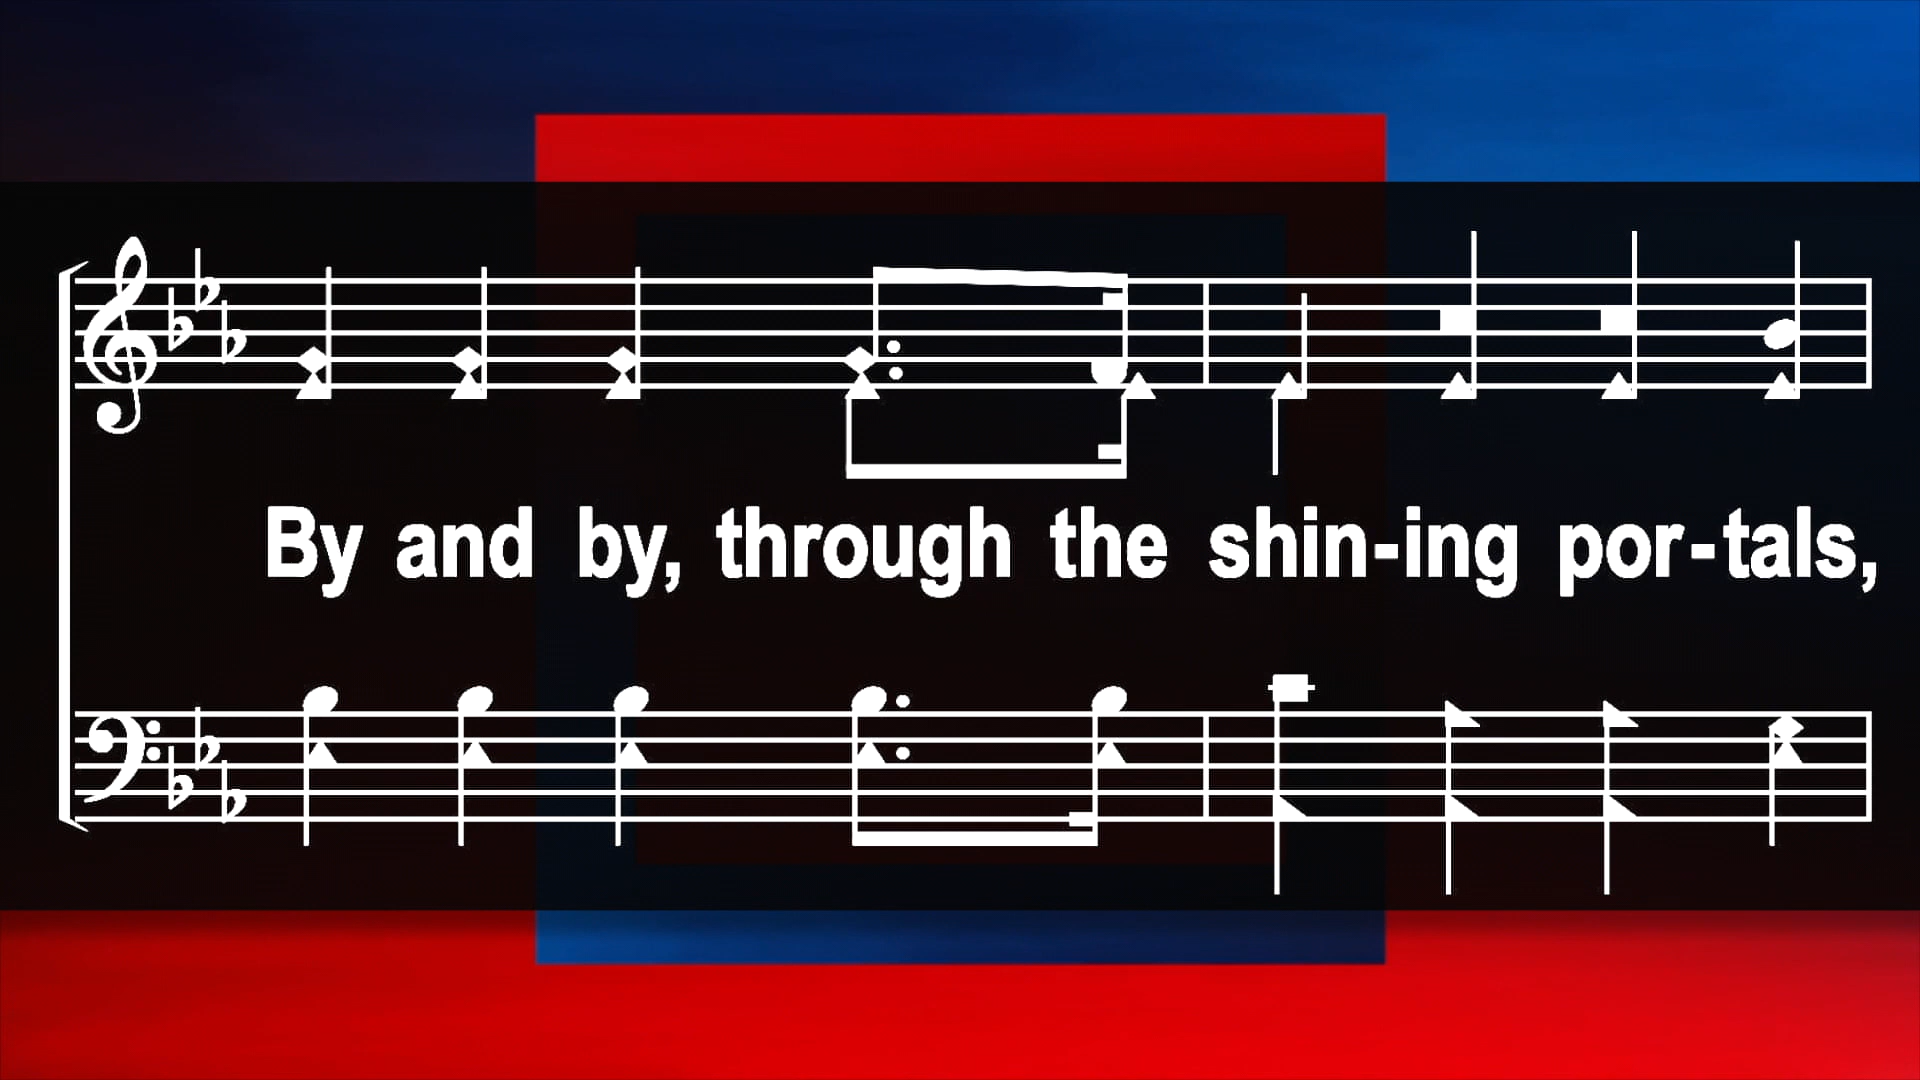 By and by, through the shin-ing por-tals,